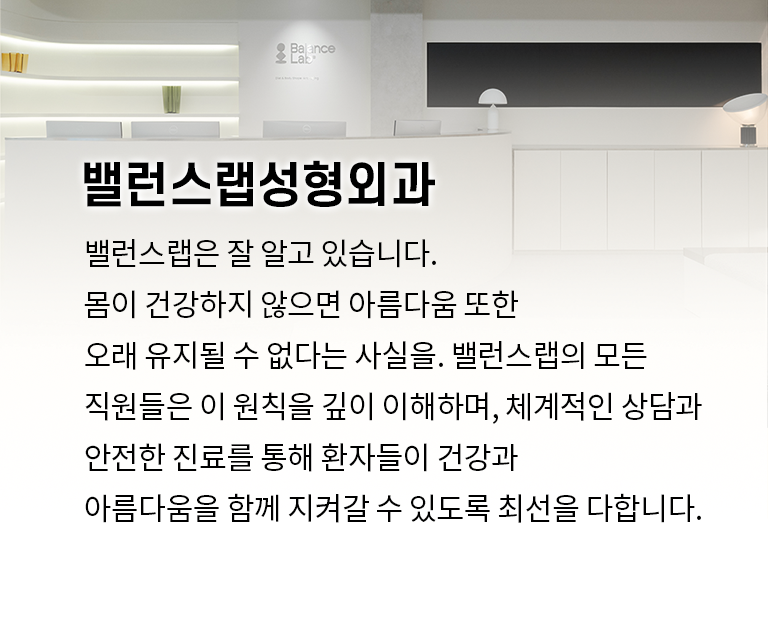 Balance
Lab
밸런스랩성형외과
밸런스랩은 잘 알고 있습니다.
몸이 건강하지 않으면 아름다움 또한
오래 유지될 수 없다는 사실을. 밸런스랩의 모든
직원들은 이 원칙을 깊이 이해하며, 체계적인 상담과
안전한 진료를 통해 환자들이 건강과
아름다움을 함께 지켜갈 수 있도록 최선을 다합니다.